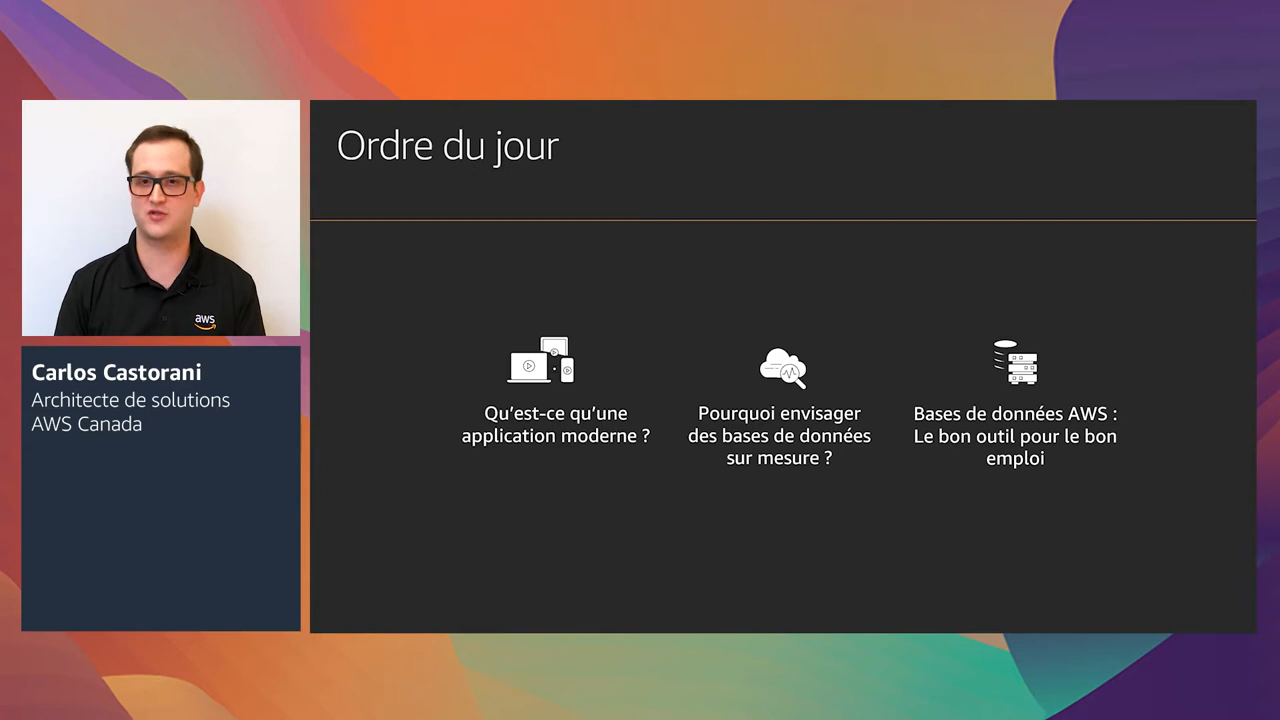 Ordre du jour
aws
Carlos Castorani
Architecte de solutions
AWS Canada
Qu’est-ce qu’une
application moderne ?
Pourquoi envisager
des bases de données
sur mesure ?
Bases de données AWS :
Le bon outil pour le bon
emploi